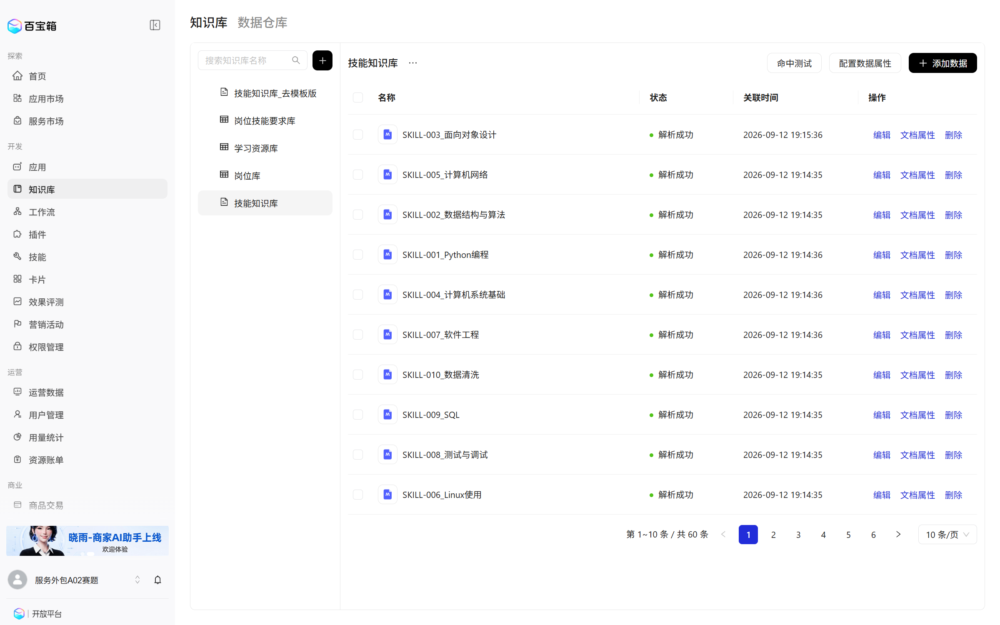 百宝箱
探索
首页
应用市场
服务市场
开发
应用
知识库
工作流
插件
技能
卡片
效果评测
营销活动
权限管理
运营
运营数据
用户管理
用量统计
资源账单
商业
商品交易
晓雨-商家AI助手上线
欢迎体验
服务外包A02赛题
开放平台
知识库 数据仓库
搜索知识库名称
技能知识库_去模板版
岗位技能要求库
学习资源库
岗位库
技能知识库
技能知识库 ···
命中测试 配置数据属性 + 添加数据
名称 状态 关联时间 操作
SKILL-003_面向对象设计 解析成功 2026-09-12 19:15:36 编辑 文档属性 删除
SKILL-005_计算机网络 解析成功 2026-09-12 19:14:35 编辑 文档属性 删除
SKILL-002_数据结构与算法 解析成功 2026-09-12 19:14:35 编辑 文档属性 删除
SKILL-001_Python编程 解析成功 2026-09-12 19:14:36 编辑 文档属性 删除
SKILL-004_计算机系统基础 解析成功 2026-09-12 19:14:36 编辑 文档属性 删除
SKILL-007_软件工程 解析成功 2026-09-12 19:14:36 编辑 文档属性 删除
SKILL-010_数据清洗 解析成功 2026-09-12 19:14:35 编辑 文档属性 删除
SKILL-009_SQL 解析成功 2026-09-12 19:14:35 编辑 文档属性 删除
SKILL-008_测试与调试 解析成功 2026-09-12 19:14:35 编辑 文档属性 删除
SKILL-006_Linux使用 解析成功 2026-09-12 19:14:35 编辑 文档属性 删除
第 1~10 条 / 共 60 条 < 1 2 3 4 5 6 > 10 条/页